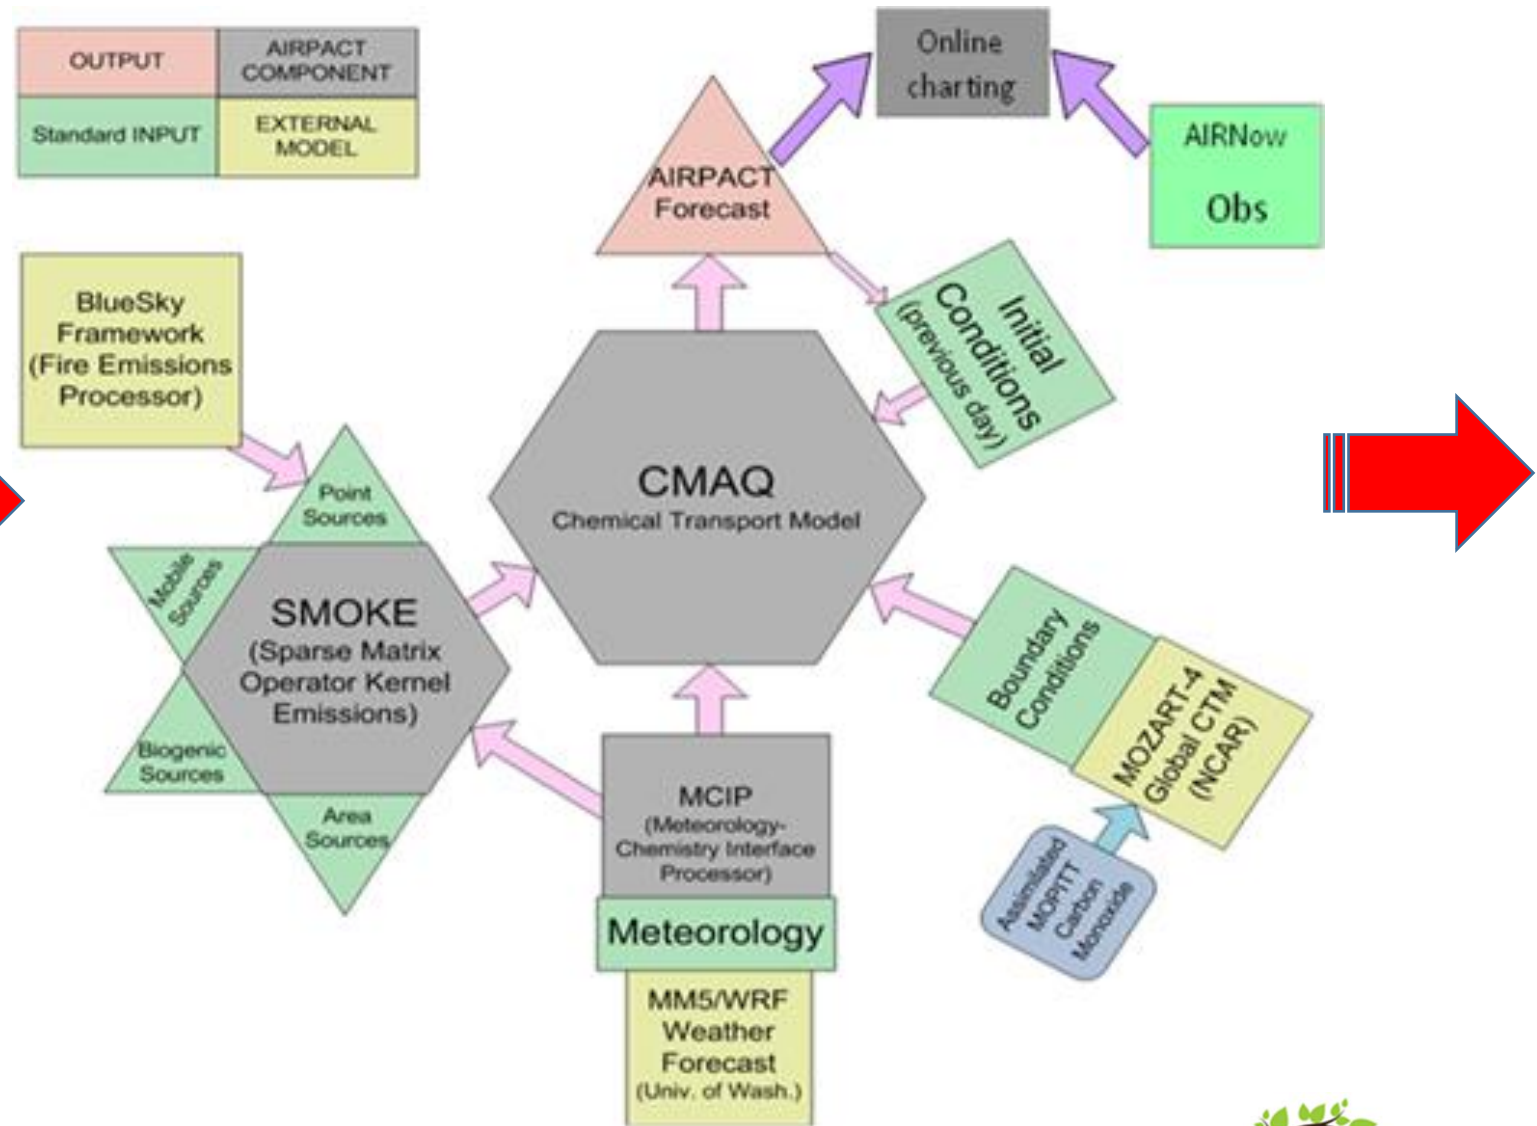 OUTPUT
AIRPACT
COMPONENT
Standard INPUT
EXTERNAL
MODEL
Online
charting
AIRNow
Obs
AIRPACT
Forecast
Initial
Conditions
(previous day)
BlueSky
Framework
(Fire Emissions
Processor)
Point
Sources
Mobile
Sources
SMOKE
(Sparse Matrix
Operator Kernel
Emissions)
Biogenic
Sources
Area
Sources
CMAQ
Chemical Transport Model
Boundary
Conditions
MOZART-4
Global CTM
(NCAR)
Assimilated
MOPITT
Carbon
Monoxide
MCIP
(Meteorology-
Chemistry Interface
Processor)
Meteorology
MM5/WRF
Weather
Forecast
(Univ. of Wash.)